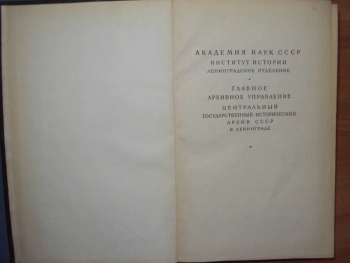 АКАДЕМИЯ НАУК СССР
ИНСТИТУТ ИСТОРИИ
ЛЕНИНГРАДСКОЕ ОТДЕЛЕНИЕ
ГЛАВНОЕ
АРХИВНОЕ УПРАВЛЕНИЕ
ЦЕНТРАЛЬНЫЙ
ГОСУДАРСТВЕННЫЙ ИСТОРИЧЕСКИЙ
АРХИВ СССР
В ЛЕНИНГРАДЕ